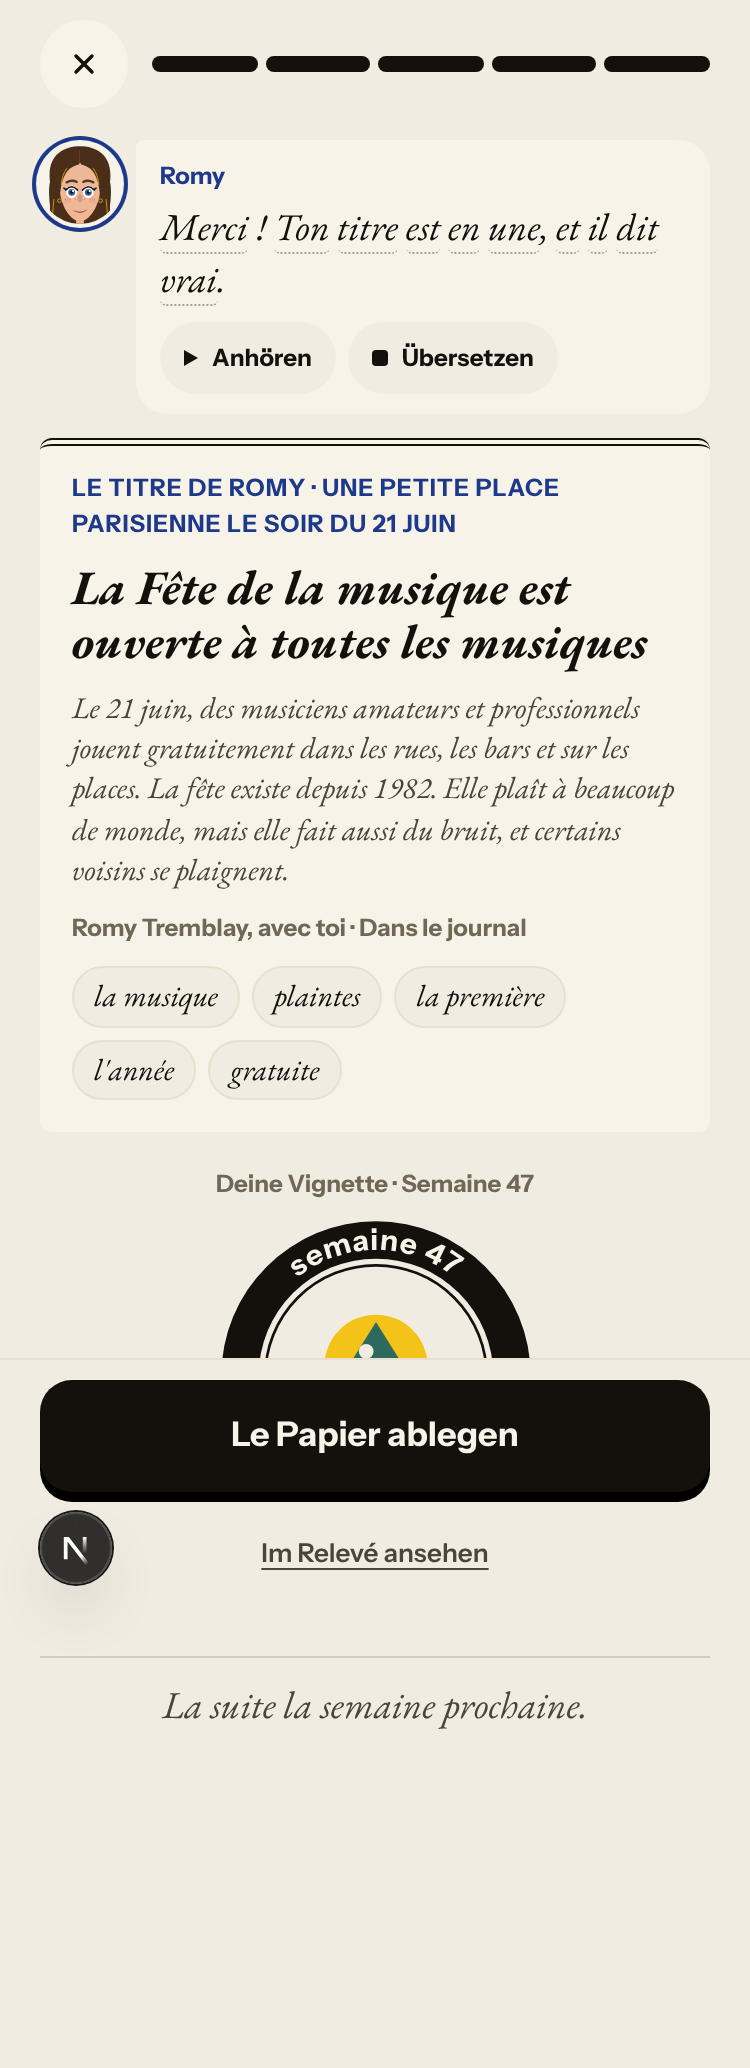 Romy
Merci ! Ton titre est en une, et il dit
vrai.
Anhören
Übersetzen
LE TITRE DE ROMY · UNE PETITE PLACE
PARISIENNE LE SOIR DU 21 JUIN
La Fête de la musique est
ouverte à toutes les musiques
Le 21 juin, des musiciens amateurs et professionnels
jouent gratuitement dans les rues, les bars et sur les
places. La fête existe depuis 1982. Elle plaît à beaucoup
de monde, mais elle fait aussi du bruit, et certains
voisins se plaignent.
Romy Tremblay, avec toi · Dans le journal
la musique
plaintes
la première
l'année
gratuite
Deine Vignette · Semaine 47
semaine 47
Le Papier ablegen
N
Im Relevé ansehen
La suite la semaine prochaine.